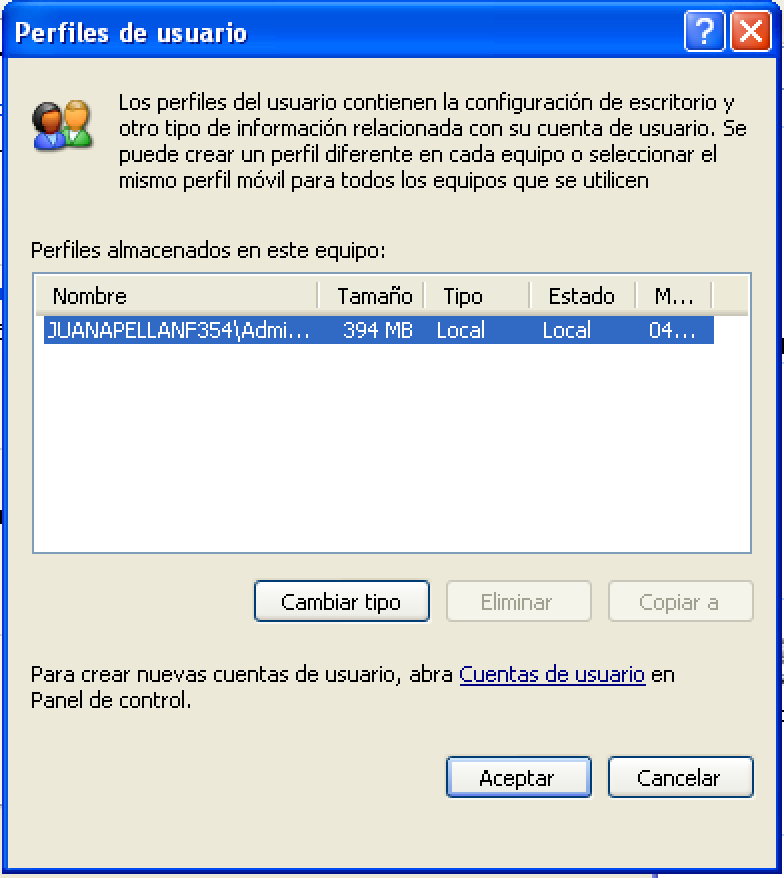 Perfiles de usuario
Los perfiles del usuario contienen la configuración de escritorio y
otro tipo de información relacionada con su cuenta de usuario. Se
puede crear un perfil diferente en cada equipo o seleccionar el
mismo perfil móvil para todos los equipos que se utilicen
Perfiles almacenados en este equipo:
Nombre Tamaño Tipo Estado M...
JUANAPELLANF354\Admi... 394 MB Local Local 04...
Cambiar tipo Eliminar Copiar a
Para crear nuevas cuentas de usuario, abra Cuentas de usuario en
Panel de control.
Aceptar Cancelar